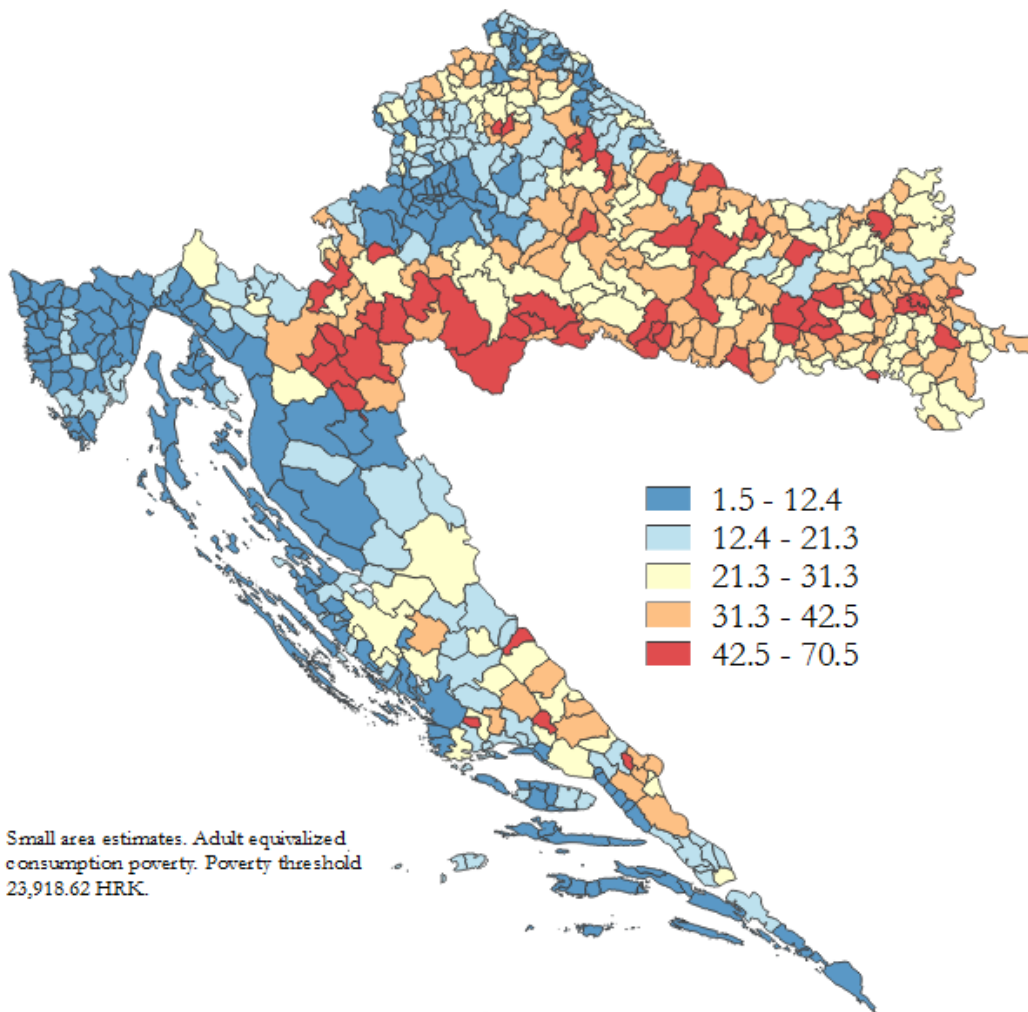 1.5 - 12.4
12.4 - 21.3
21.3 - 31.3
31.3 - 42.5
42.5 - 70.5
Small area estimates. Adult equivalized
consumption poverty. Poverty threshold
23,918.62 HRK.